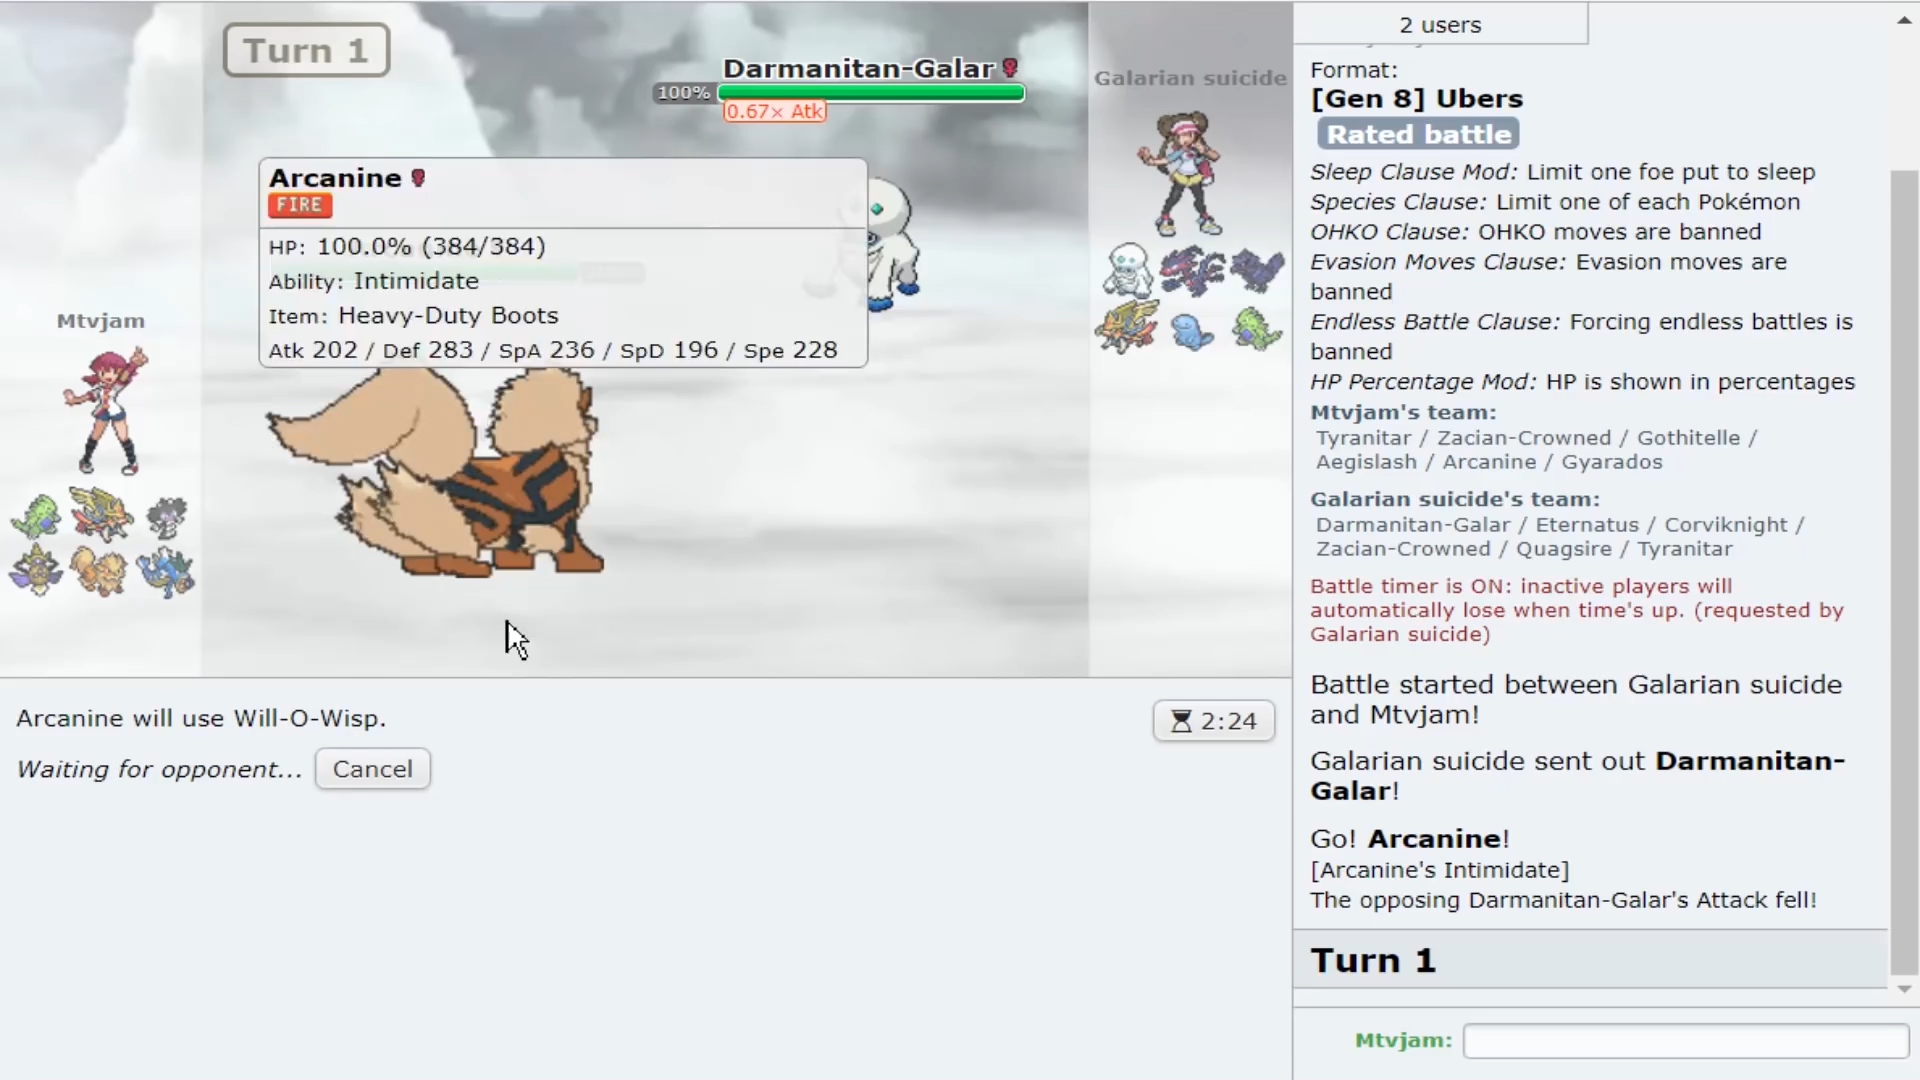 Turn 1
Darmanitan-Galar
100%
0.67× Atk
Galarian suicide
Arcanine
FIRE
HP: 100.0% (384/384)
Ability: Intimidate
Item: Heavy-Duty Boots
Atk 202 / Def 283 / SpA 236 / SpD 196 / Spe 228
Mtvjam
Arcanine will use Will-O-Wisp.
2:24
Waiting for opponent...
Cancel
2 users
Format:
[Gen 8] Ubers
Rated battle
Sleep Clause Mod: Limit one foe put to sleep
Species Clause: Limit one of each Pokémon
OHKO Clause: OHKO moves are banned
Evasion Moves Clause: Evasion moves are
banned
Endless Battle Clause: Forcing endless battles is
banned
HP Percentage Mod: HP is shown in percentages
Mtvjam's team:
Tyranitar / Zacian-Crowned / Gothitelle /
Aegislash / Arcanine / Gyarados
Galarian suicide's team:
Darmanitan-Galar / Eternatus / Corviknight /
Zacian-Crowned / Quagsire / Tyranitar
Battle timer is ON: inactive players will
automatically lose when time's up. (requested by
Galarian suicide)
Battle started between Galarian suicide
and Mtvjam!
Galarian suicide sent out Darmanitan-
Galar!
Go! Arcanine!
[Arcanine's Intimidate]
The opposing Darmanitan-Galar's Attack fell!
Turn 1
Mtvjam: